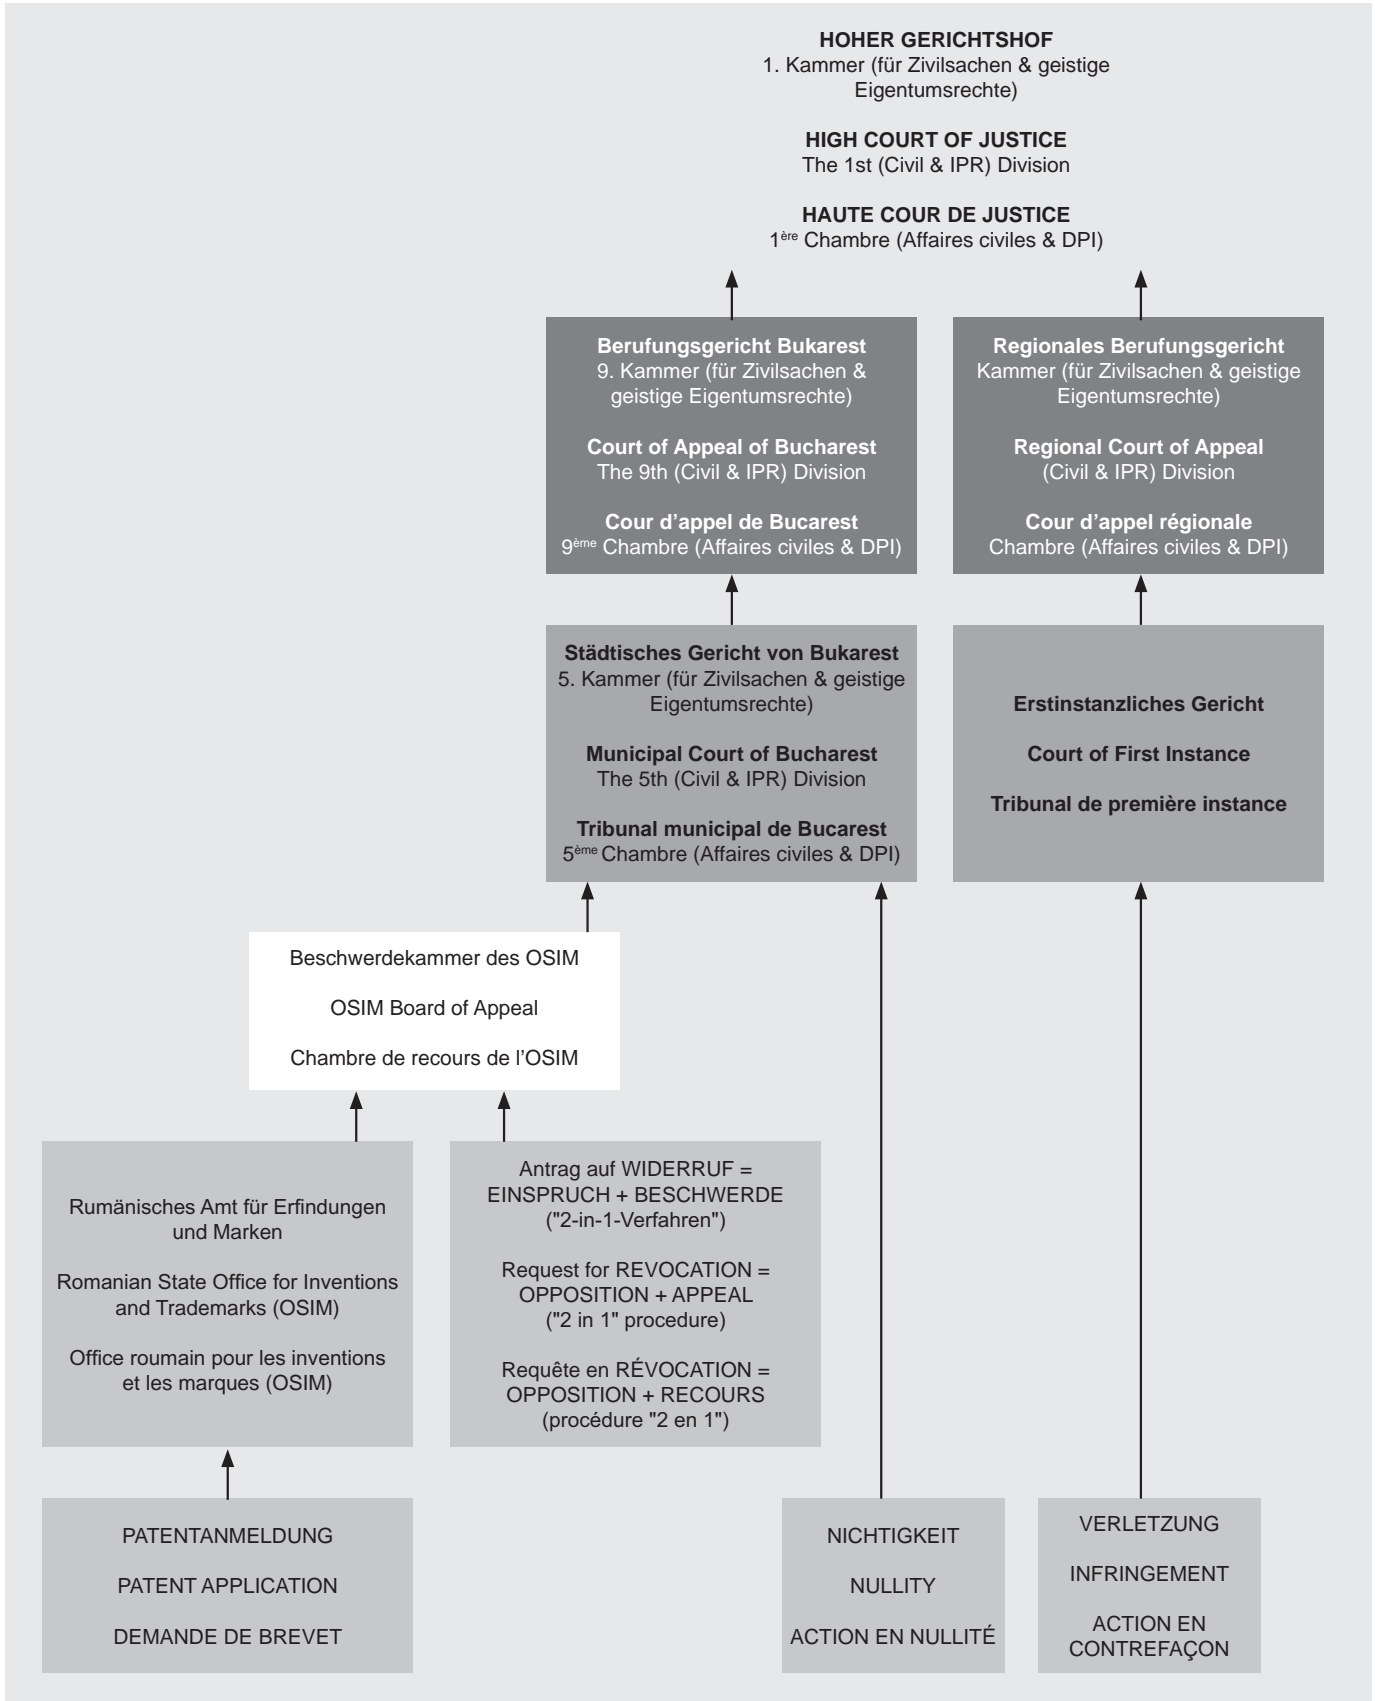 HOHER GERICHTSHOF
1. Kammer (für Zivilsachen & geistige
Eigentumsrechte)
HIGH COURT OF JUSTICE
The 1st (Civil & IPR) Division
HAUTE COUR DE JUSTICE
1ère Chambre (Affaires civiles & DPI)
Berufungsgericht Bukarest
9. Kammer (für Zivilsachen &
geistige Eigentumsrechte)
Court of Appeal of Bucharest
The 9th (Civil & IPR) Division
Cour d’appel de Bucarest
9ème Chambre (Affaires civiles & DPI)
Regionales Berufungsgericht
Kammer (für Zivilsachen & geistige
Eigentumsrechte)
Regional Court of Appeal
(Civil & IPR) Division
Cour d’appel régionale
Chambre (Affaires civiles & DPI)
Städtisches Gericht von Bukarest
5. Kammer (für Zivilsachen & geistige
Eigentumsrechte)
Municipal Court of Bucharest
The 5th (Civil & IPR) Division
Tribunal municipal de Bucarest
5ème Chambre (Affaires civiles & DPI)
Erstinstanzliches Gericht
Court of First Instance
Tribunal de première instance
Beschwerdekammer des OSIM
OSIM Board of Appeal
Chambre de recours de l’OSIM
Rumänisches Amt für Erfindungen
und Marken
Romanian State Office for Inventions
and Trademarks (OSIM)
Office roumain pour les inventions
et les marques (OSIM)
Antrag auf WIDERRUF =
EINSPRUCH + BESCHWERDE
("2-in-1-Verfahren")
Request for REVOCATION =
OPPOSITION + APPEAL
("2 in 1" procedure)
Requête en RÉVOCATION =
OPPOSITION + RECOURS
(procédure "2 en 1")
PATENTANMELDUNG
PATENT APPLICATION
DEMANDE DE BREVET
NICHTIGKEIT
NULLITY
ACTION EN NULLITÉ
VERLETZUNG
INFRINGEMENT
ACTION EN
CONTREFAÇON